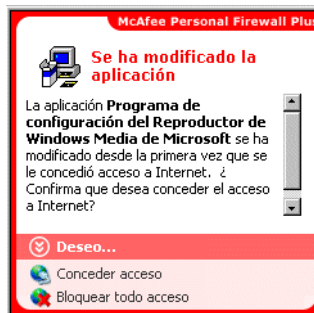 McAfee Personal Firewall Plu
Se ha modificado la
aplicación
La aplicación Programa de
configuración del Reproductor de
Windows Media de Microsoft se ha
modificado desde la primera vez que se
le concedió acceso a Internet. ¿
Confirma que desea conceder el acceso
a Internet?
Deseo...
Conceder acceso
Bloquear todo acceso